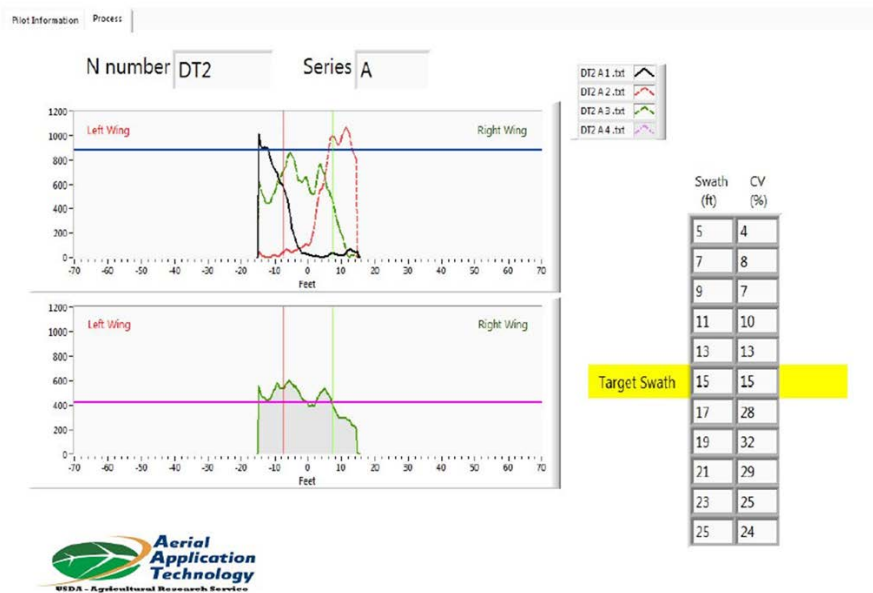 Pilot Information Process
N number DT2 Series A
DT2 A 1 .txt
DT2 A 2 .txt
DT2 A 3 .txt
DT2 A 4 .txt
1200
1000
800
600
400
200
0
Left Wing Right Wing
-70 -60 -50 -40 -30 -20 -10 0 10 20 30 40 50 60 70
Feet
1200
1000
800
600
400
200
0
Left Wing Right Wing
-70 -60 -50 -40 -30 -20 -10 0 10 20 30 40 50 60 70
Feet
Swath CV
(ft) (%)
5 4
7 8
9 7
11 10
13 13
Target Swath 15 15
17 28
19 32
21 29
23 25
25 24
Aerial
Application
Technology
USDA - Agricultural Research Service